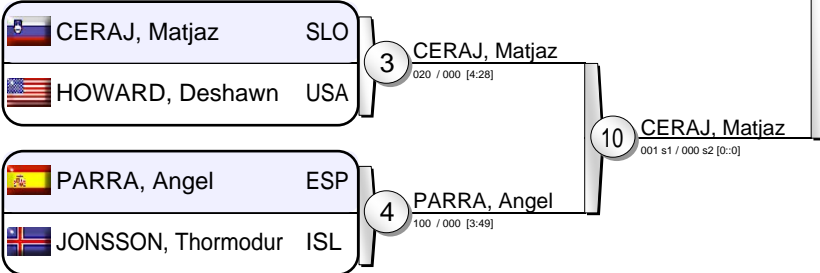 CERAJ, Matjaz SLO
HOWARD, Deshawn USA
3
CERAJ, Matjaz
020 / 000 [4:28]
10
CERAJ, Matjaz
001 s1 / 000 s2 [0::0]
PARRA, Angel ESP
JONSSON, Thormodur ISL
4
PARRA, Angel
100 / 000 [3:49]